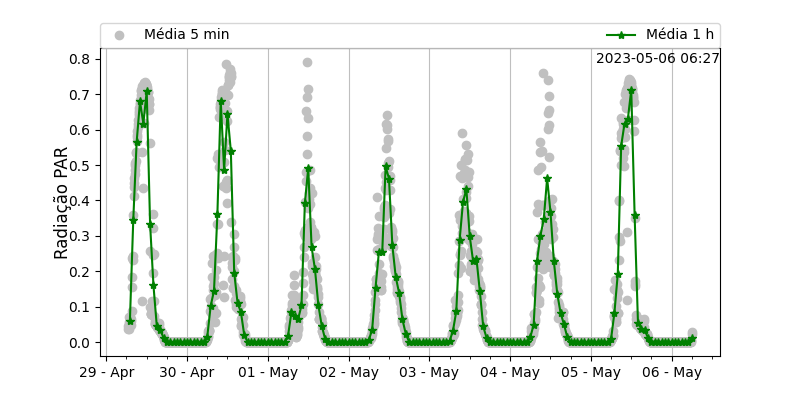 Média 5 min
Média 1 h
2023-05-06 06:27
Radiação PAR
0.8
0.7
0.6
0.5
0.4
0.3
0.2
0.1
0.0
29 - Apr
30 - Apr
01 - May
02 - May
03 - May
04 - May
05 - May
06 - May